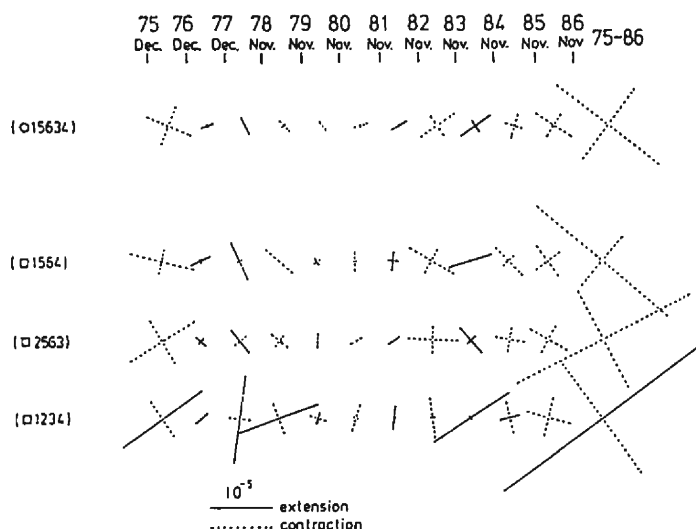 75 76 77 78 79 80 81 82 83 84 85 86 75-86
Dec. Dec. Dec. Nov. Nov. Nov. Nov. Nov. Nov. Nov. Nov. Nov
(○15634)
(□1564)
(□2563)
(□1234)
10⁻⁵
extension
contraction